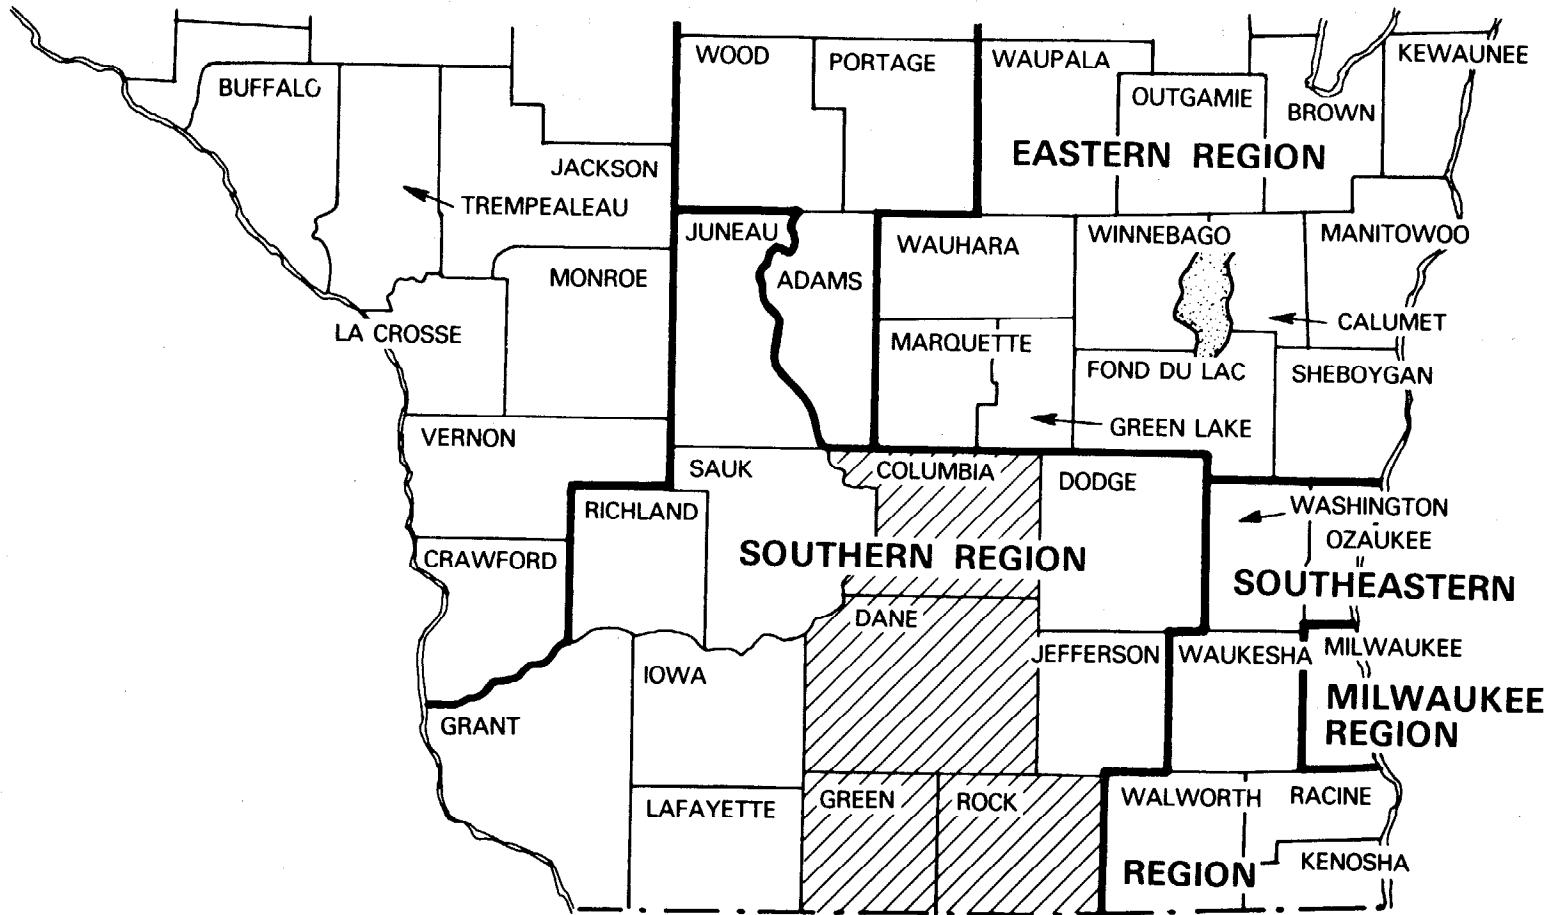 WOOD
PORTAGE
WAUPALA
KEWAUNEE
BUFFALO
OUTGAMIE
BROWN
EASTERN REGION
JACKSON
TREMPEALEAU
JUNEAU
WAUHARA
WINNEBAGO
MANITOWOO
MONROE
ADAMS
LA CROSSE
MARQUETTE
CALUMET
FOND DU LAC
SHEBOYGAN
VERNON
GREEN LAKE
SAUK
COLUMBIA
DODGE
RICHLAND
WASHINGTON
OZAUKEE
CRAWFORD
SOUTHERN REGION
SOUTHEASTERN
DANE
IOWA
JEFFERSON
WAUKESHA
MILWAUKEE
GRANT
MILWAUKEE
REGION
LAFAYETTE
GREEN
ROCK
WALWORTH
RACINE
REGION
KENOSHA